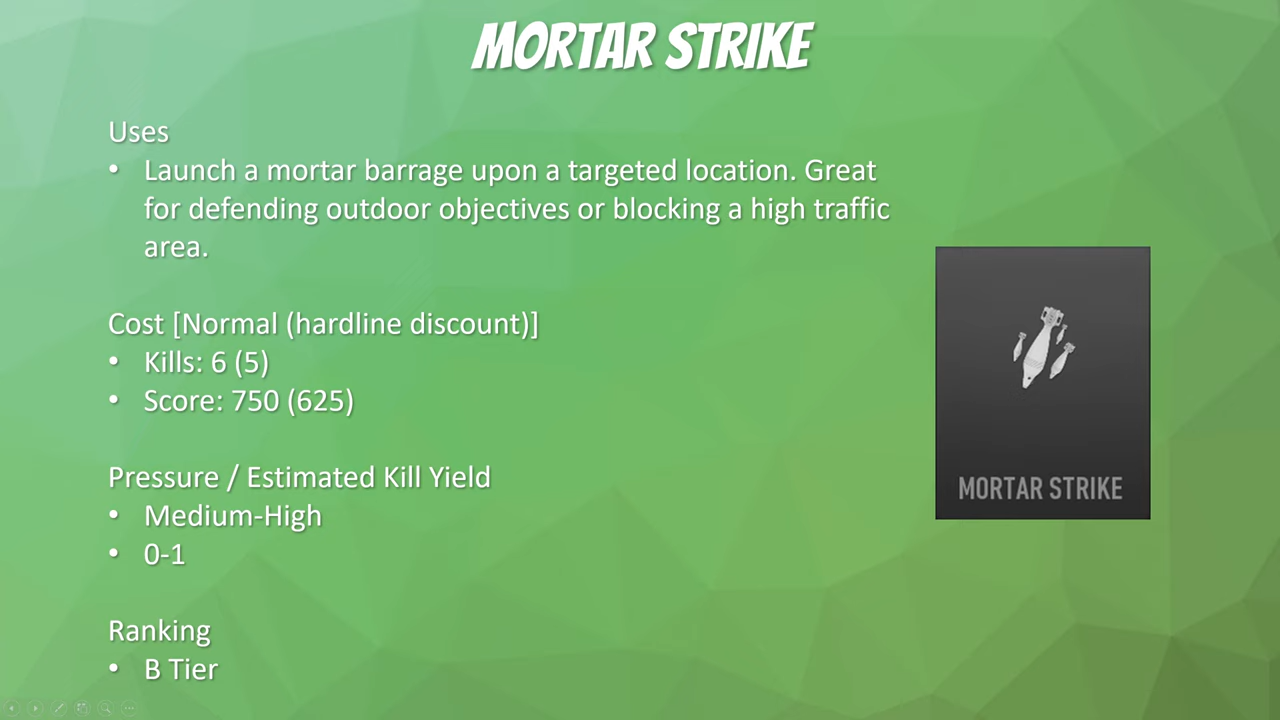 MORTAR STRIKE
Uses
• Launch a mortar barrage upon a targeted location. Great
for defending outdoor objectives or blocking a high traffic
area.
Cost [Normal (hardline discount)]
• Kills: 6 (5)
• Score: 750 (625)
Pressure / Estimated Kill Yield
• Medium-High
• 0-1
Ranking
• B Tier
MORTAR STRIKE